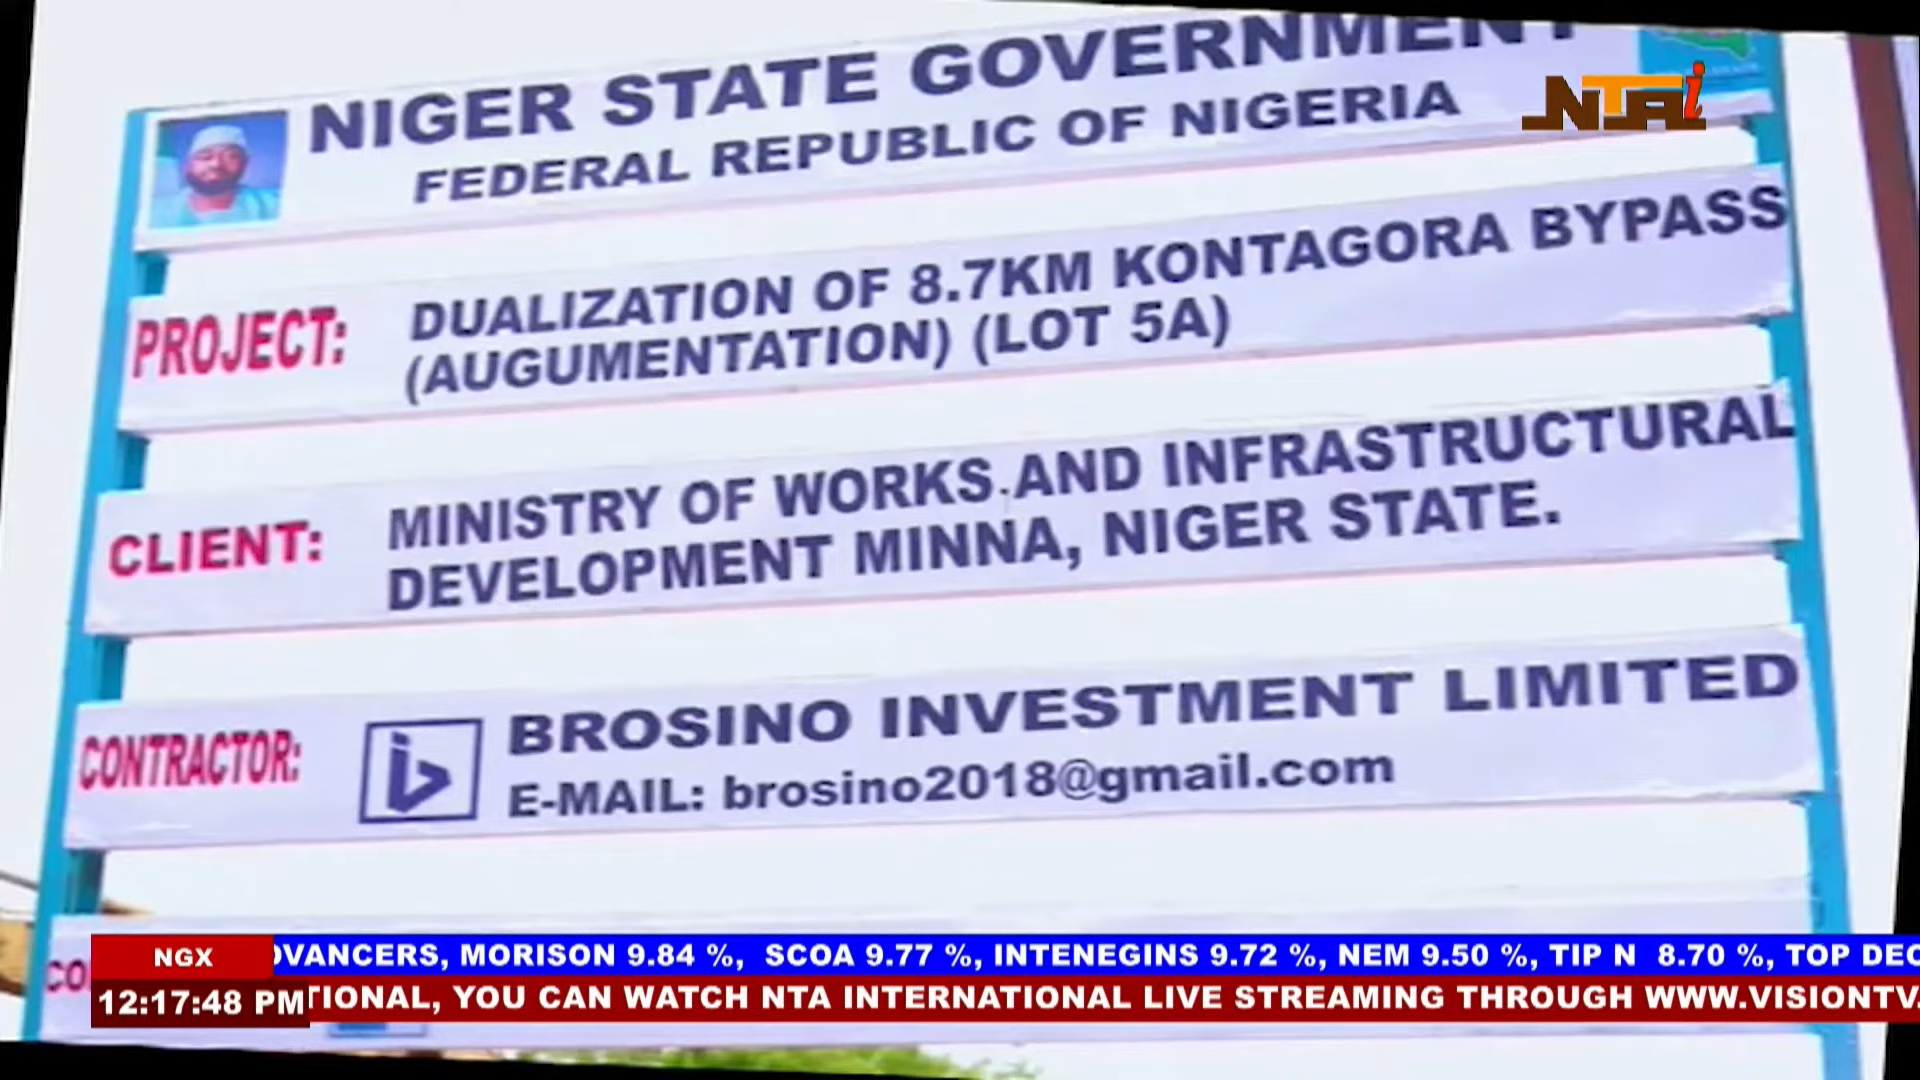 NIGER STATE GOVERNMENT
FEDERAL REPUBLIC OF NIGERIA
NTAi
PROJECT: DUALIZATION OF 8.7KM KONTAGORA BYPASS
(AUGUMENTATION) (LOT 5A)
CLIENT: MINISTRY OF WORKS AND INFRASTRUCTURAL
DEVELOPMENT MINNA, NIGER STATE.
CONTRACTOR: BROSINO INVESTMENT LIMITED
E-MAIL: brosino2018@gmail.com
CO
NGX DVANCERS, MORISON 9.84 %, SCOA 9.77 %, INTENEGINS 9.72 %, NEM 9.50 %, TIP N 8.70 %, TOP DEC
12:17:48 PM TIONAL, YOU CAN WATCH NTA INTERNATIONAL LIVE STREAMING THROUGH WWW.VISIONTV.